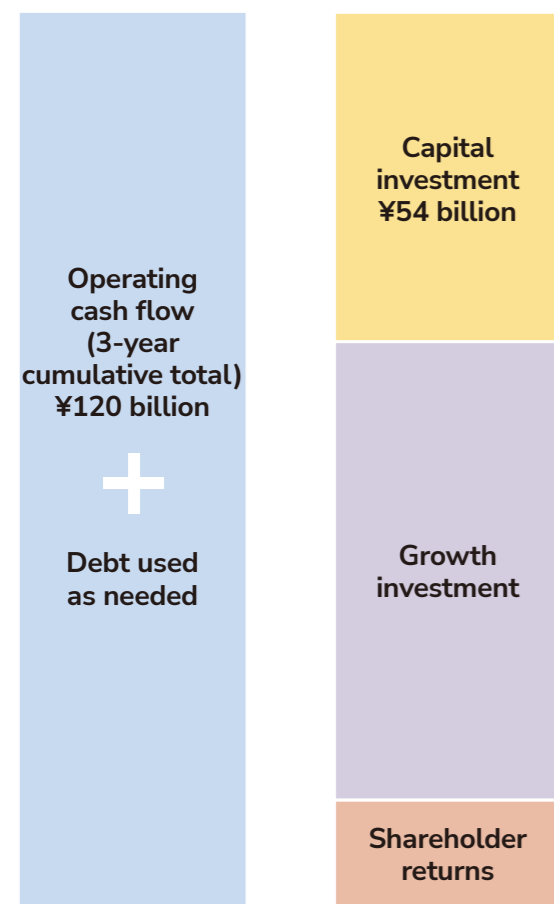 Operating
cash flow
(3-year
cumulative total)
¥120 billion
+
Debt used
as needed
Capital
investment
¥54 billion
Growth
investment
Shareholder
returns